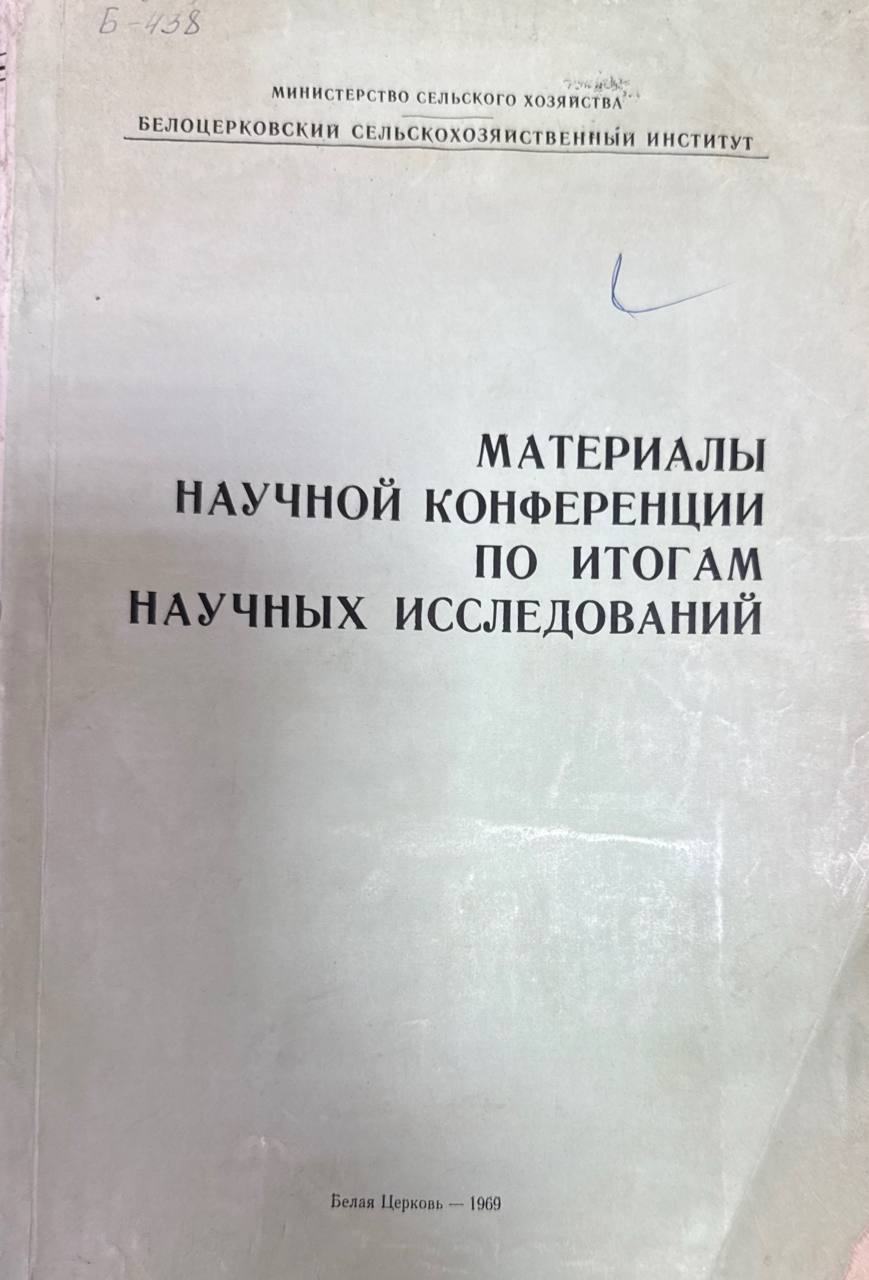 Б-438
МИНИСТЕРСТВО СЕЛЬСКОГО ХОЗЯЙСТВА
БЕЛОЦЕРКОВСКИЙ СЕЛЬСКОХОЗЯЙСТВЕННЫЙ ИНСТИТУТ
МАТЕРИАЛЫ
НАУЧНОЙ КОНФЕРЕНЦИИ
ПО ИТОГАМ
НАУЧНЫХ ИССЛЕДОВАНИЙ
Белая Церковь — 1969